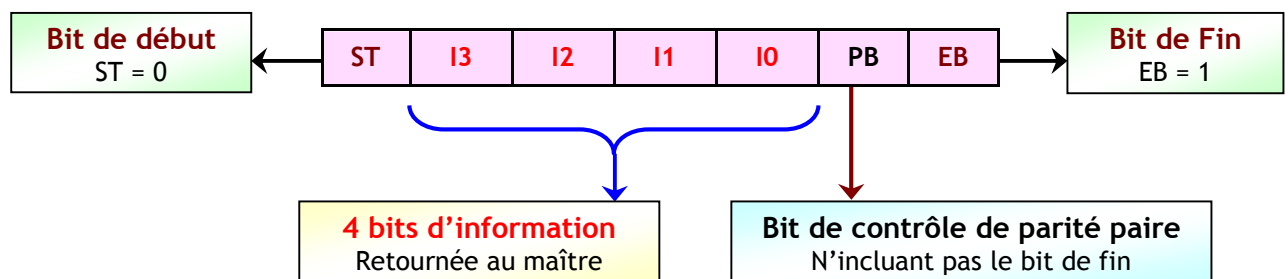 Bit de début
ST = 0
ST I3 I2 I1 I0 PB EB
Bit de Fin
EB = 1
4 bits d'information
Retournée au maître
Bit de contrôle de parité paire
N'incluant pas le bit de fin